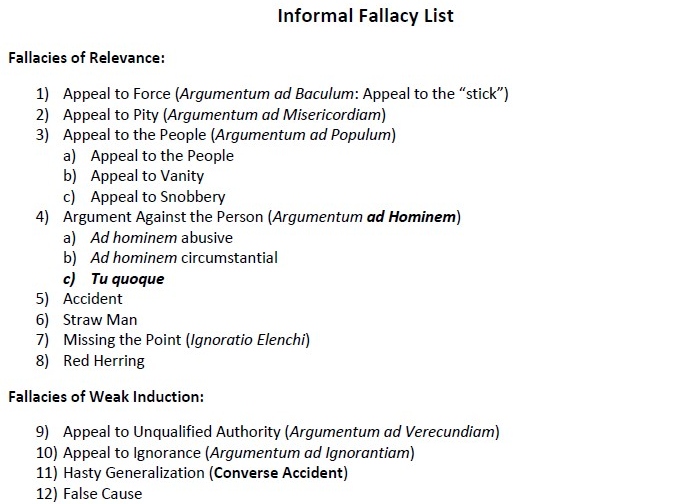 Informal Fallacy List
Fallacies of Relevance:
1) Appeal to Force (Argumentum ad Baculum: Appeal to the “stick”)
2) Appeal to Pity (Argumentum ad Misericordiam)
3) Appeal to the People (Argumentum ad Populum)
a) Appeal to the People
b) Appeal to Vanity
c) Appeal to Snobbery
4) Argument Against the Person (Argumentum ad Hominem)
a) Ad hominem abusive
b) Ad hominem circumstantial
c) Tu quoque
5) Accident
6) Straw Man
7) Missing the Point (Ignoratio Elenchi)
8) Red Herring
Fallacies of Weak Induction:
9) Appeal to Unqualified Authority (Argumentum ad Verecundiam)
10) Appeal to Ignorance (Argumentum ad Ignorantiam)
11) Hasty Generalization (Converse Accident)
12) False Cause